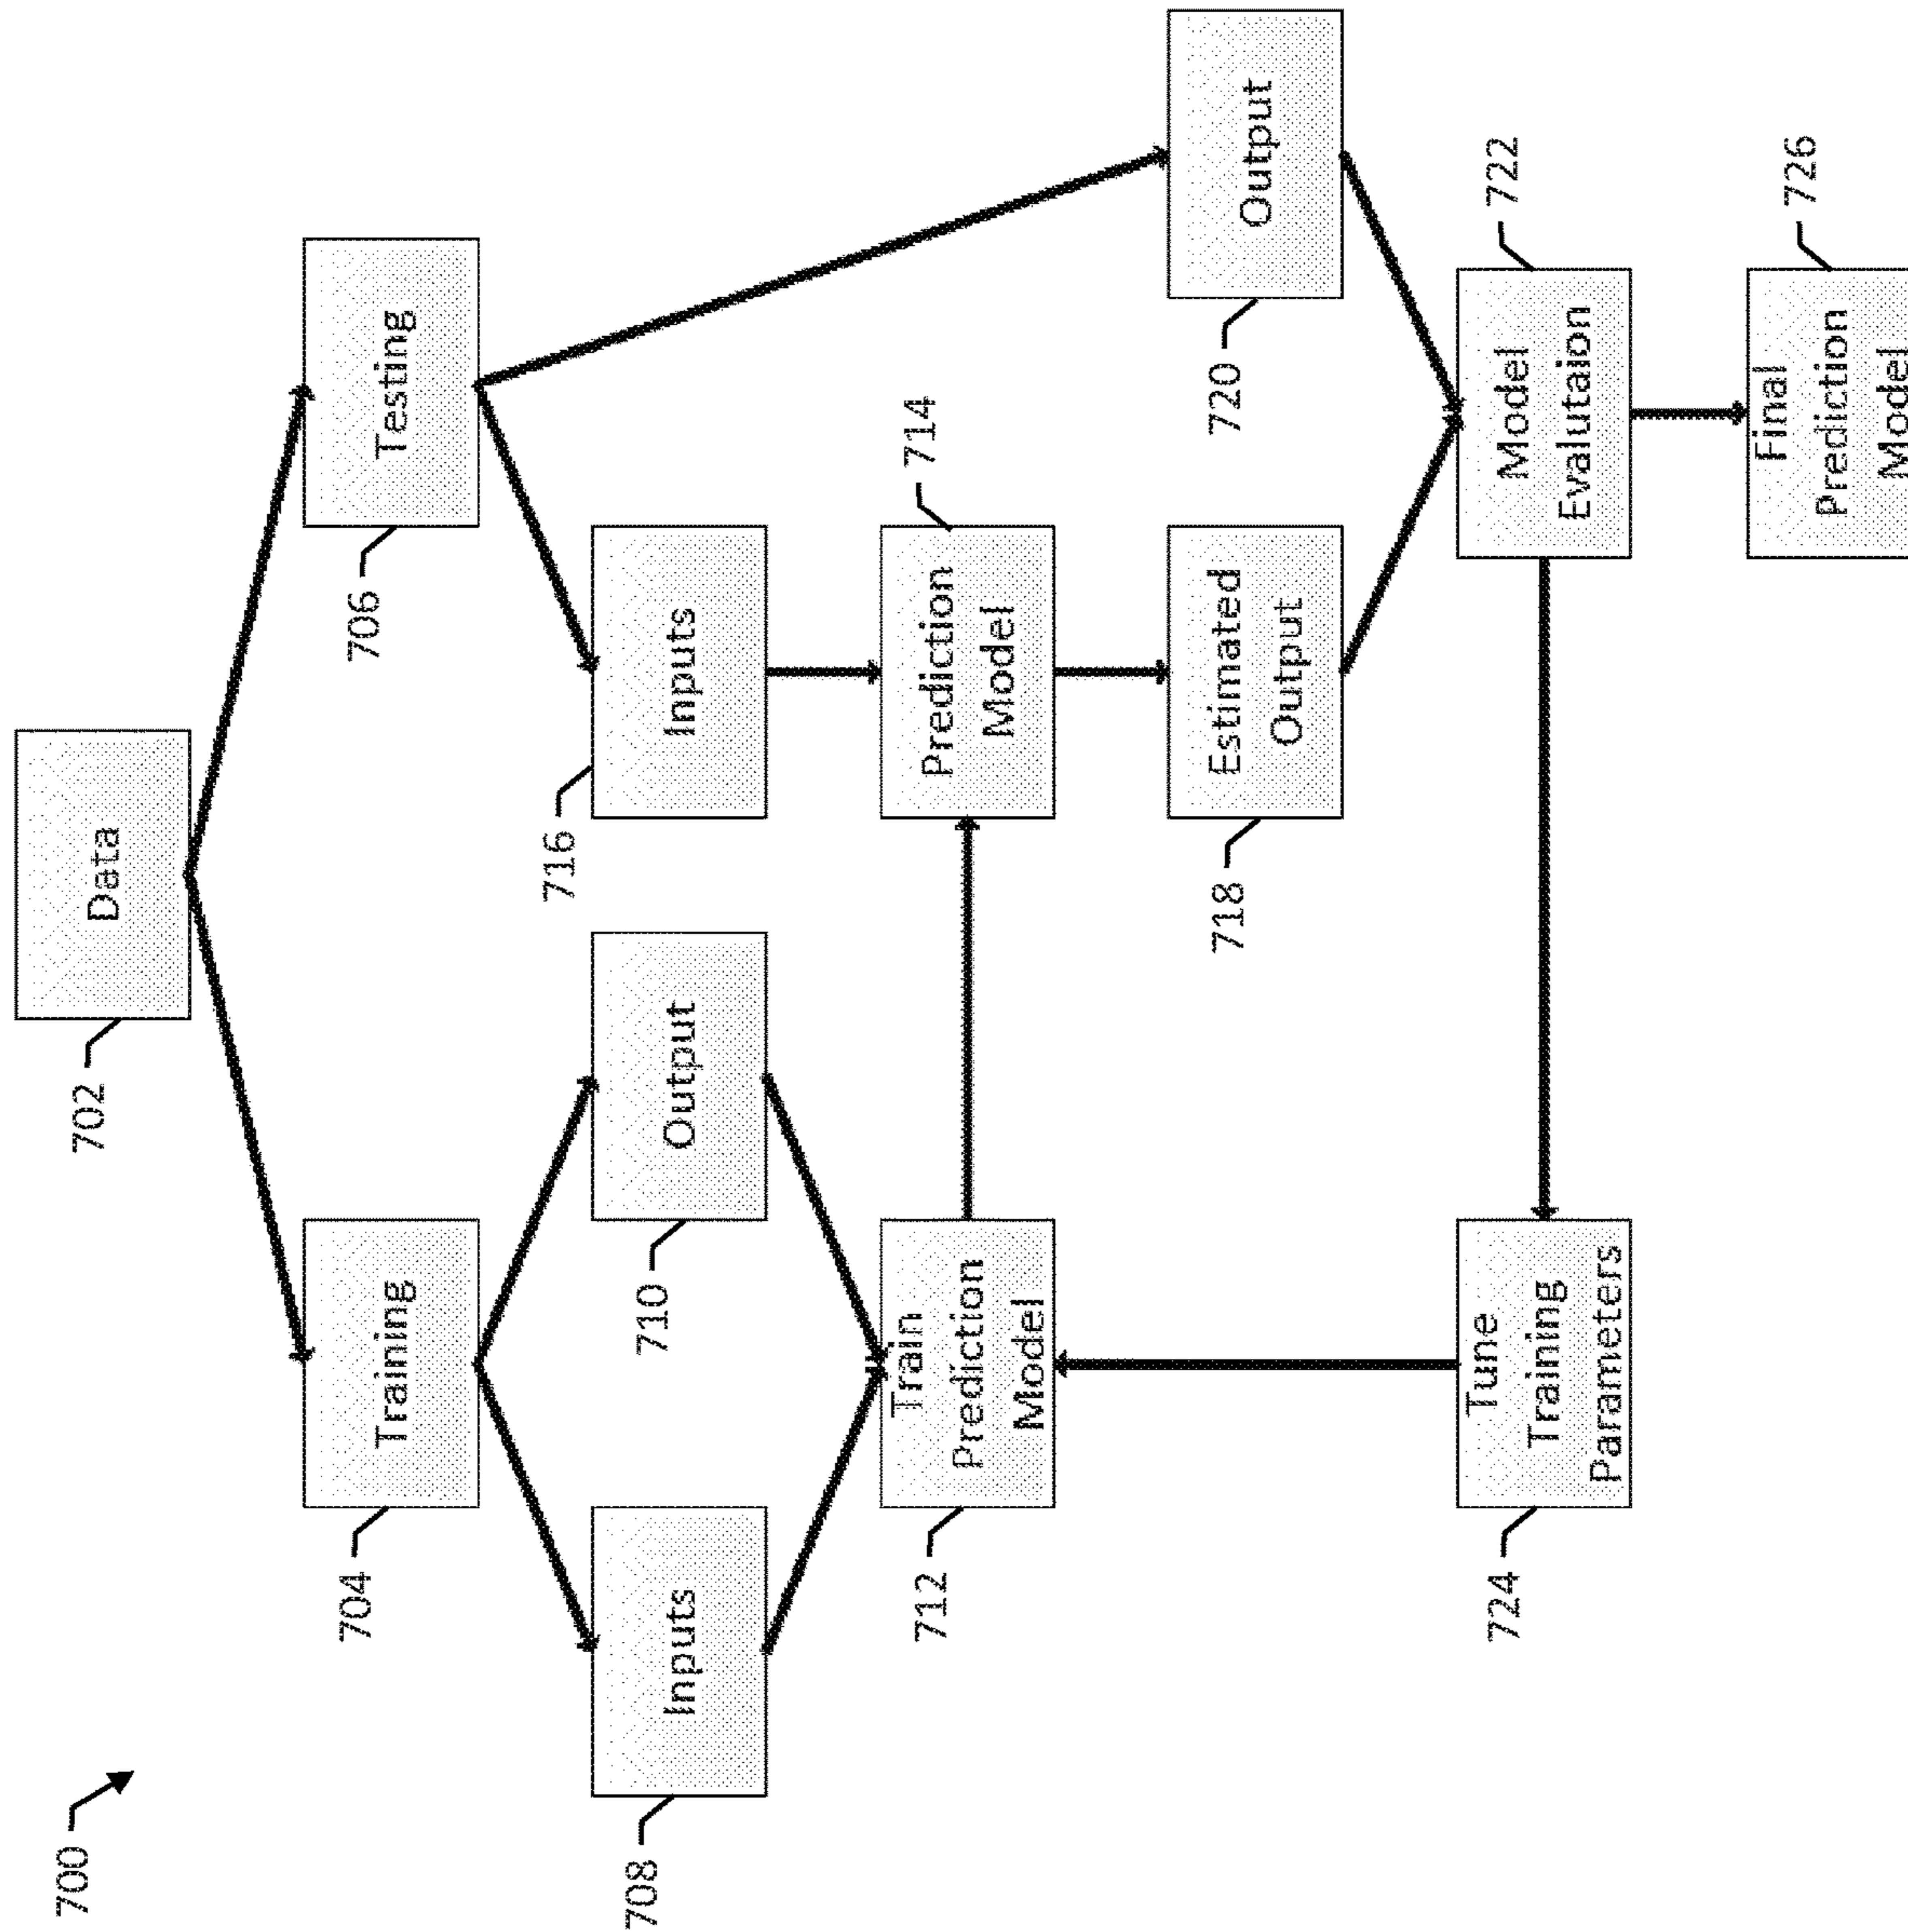 700
Data
702
Training
704
Testing
706
Inputs
708
Output
710
Inputs
716
Train
Prediction
Model
712
Prediction
Model
714
Estimated
Output
718
Output
720
Tune
Training
Parameters
724
Model
Evalutaion
722
Final
Prediction
Model
726